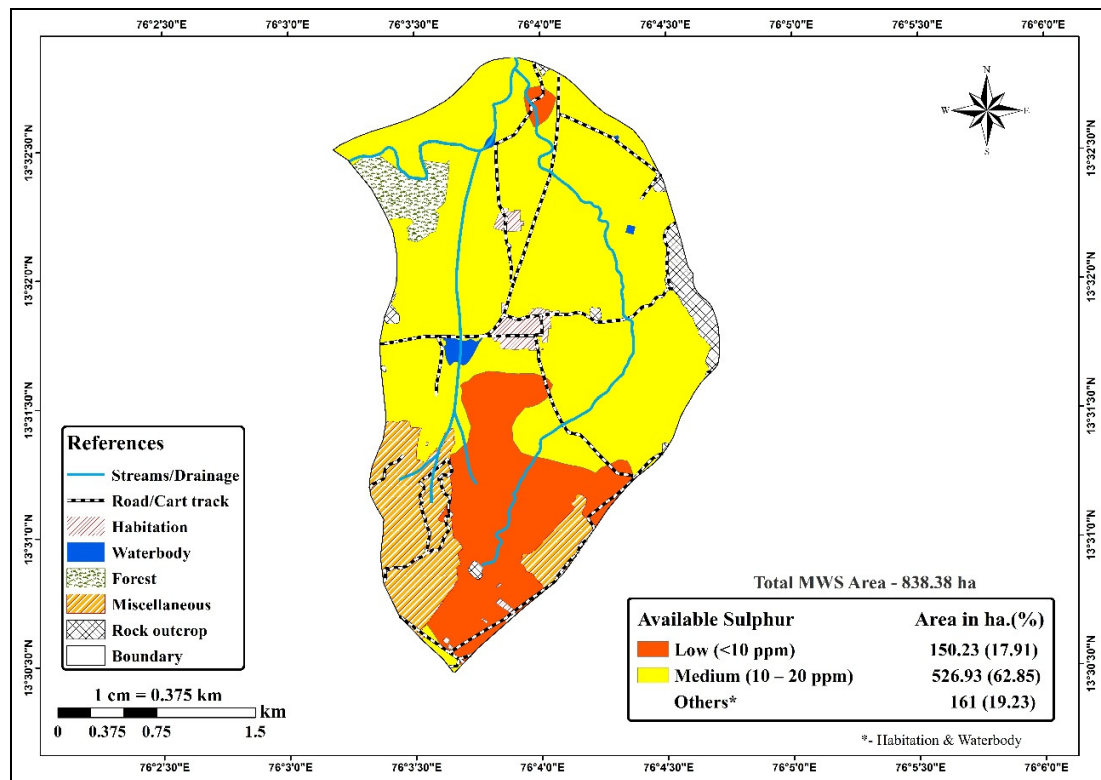 76°2'30"E 76°3'0"E 76°3'30"E 76°4'0"E 76°4'30"E 76°5'0"E 76°5'30"E 76°6'0"E
N
W E
S
13°32'30"N 13°32'30"N
13°32'0"N 13°32'0"N
13°31'30"N 13°31'30"N
13°31'0"N 13°31'0"N
13°30'30"N 13°30'30"N
References
Streams/Drainage
Road/Cart track
Habitation
Waterbody
Forest
Miscellaneous
Rock outcrop
Boundary
1 cm = 0.375 km
km
0 0.375 0.75 1.5
Total MWS Area - 838.38 ha
Available Sulphur Area in ha.(%)
Low (<10 ppm) 150.23 (17.91)
Medium (10 – 20 ppm) 526.93 (62.85)
Others* 161 (19.23)
*- Habitation & Waterbody
76°2'30"E 76°3'0"E 76°3'30"E 76°4'0"E 76°4'30"E 76°5'0"E 76°5'30"E 76°6'0"E